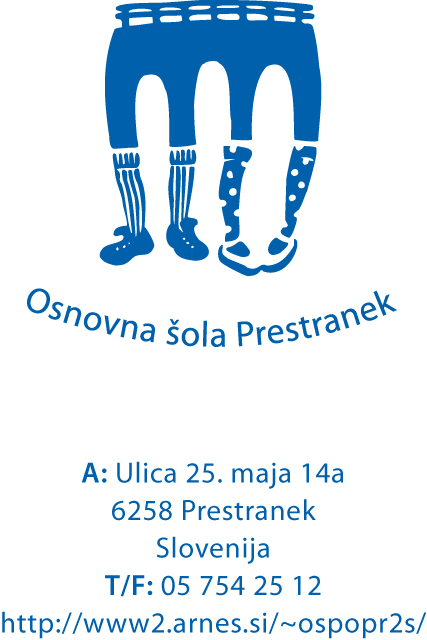 Osnovna šola Prestranek
A: Ulica 25. maja 14a
6258 Prestranek
Slovenija
T/F: 05 754 25 12
http://www2.arnes.si/~ospopr2s/